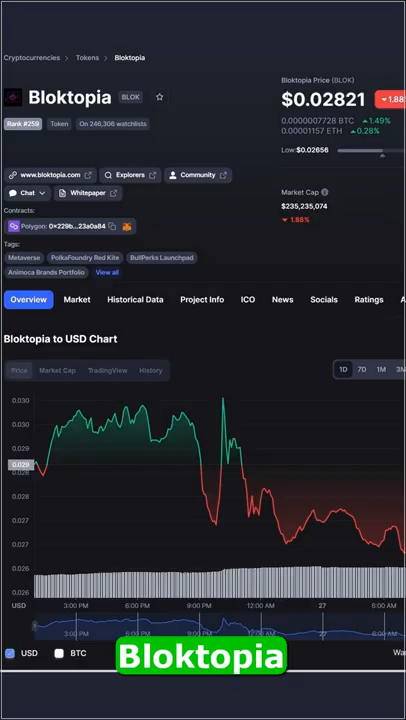 Cryptocurrencies > Tokens > Bloktopia
Bloktopia BLOK
Bloktopia Price (BLOK)
$0.02821 1.88
0.0000007728 BTC 1.49%
0.00001157 ETH 0.28%
Low: $0.02656
Rank #259 Token On 246,306 watchlists
www.bloktopia.com Explorers Community
Chat Whitepaper
Market Cap
$235,235,074
1.88%
Contracts:
Polygon: 0x229b...23a0a84
Tags:
Metaverse PolkaFoundry Red Kite BullPerks Launchpad
Animoca Brands Portfolio View all
Overview Market Historical Data Project Info ICO News Socials Ratings A
Bloktopia to USD Chart
Price Market Cap TradingView History 1D 7D 1M 3M
0.030
0.030
0.029
0.029
0.028
0.028
0.027
0.027
0.026
0.026
USD 3:00 PM 6:00 PM 9:00 PM 12:00 AM 27 6:00 AM
3:00 PM 6:00 PM 9:00 PM 12:00 AM 27 6:00 AM
USD BTC Wa
Bloktopia